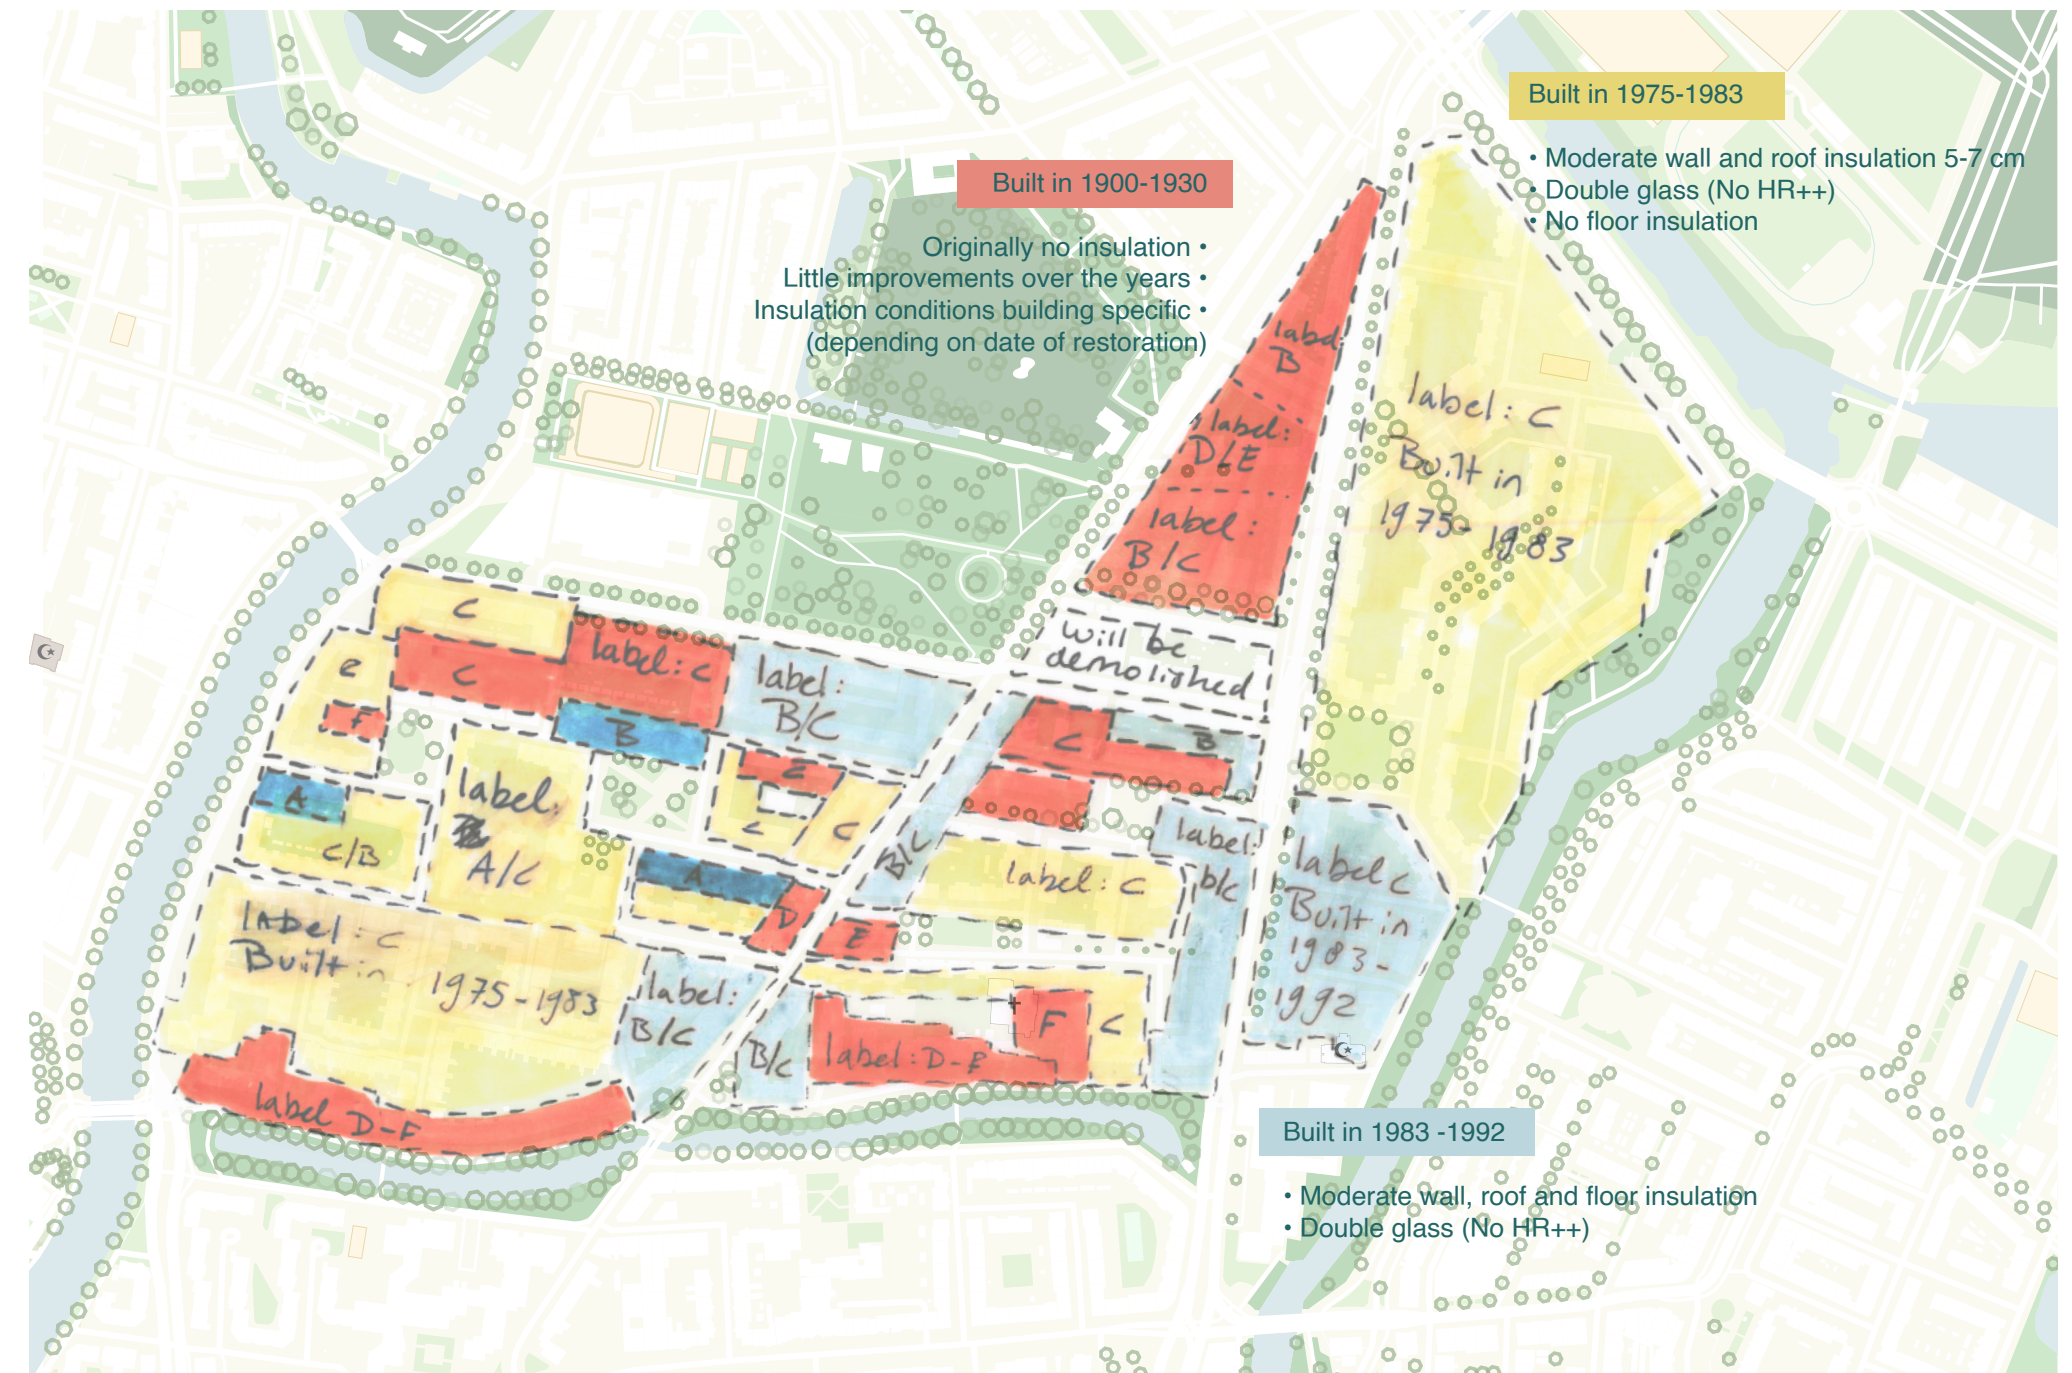 Built in 1975-1983
• Moderate wall and roof insulation 5-7 cm
• Double glass (No HR++)
• No floor insulation
Built in 1900-1930
Originally no insulation •
Little improvements over the years •
Insulation conditions building specific •
(depending on date of restoration)
label:
B
label:
D/E
label:
B/C
label: C
Built in
1975-1983
will be
demolished
C
C
label: C
label:
B/C
C
F
B
C
B
A
C/B
label:
A/C
C
C
C
B/C
label: C
label:
b/c
label C
Built in
1983-
1992
A
D
E
label: C
Built in 1975-1983
label:
B/C
B/C
label: D-F
F
C
label D-F
Built in 1983 -1992
• Moderate wall, roof and floor insulation
• Double glass (No HR++)